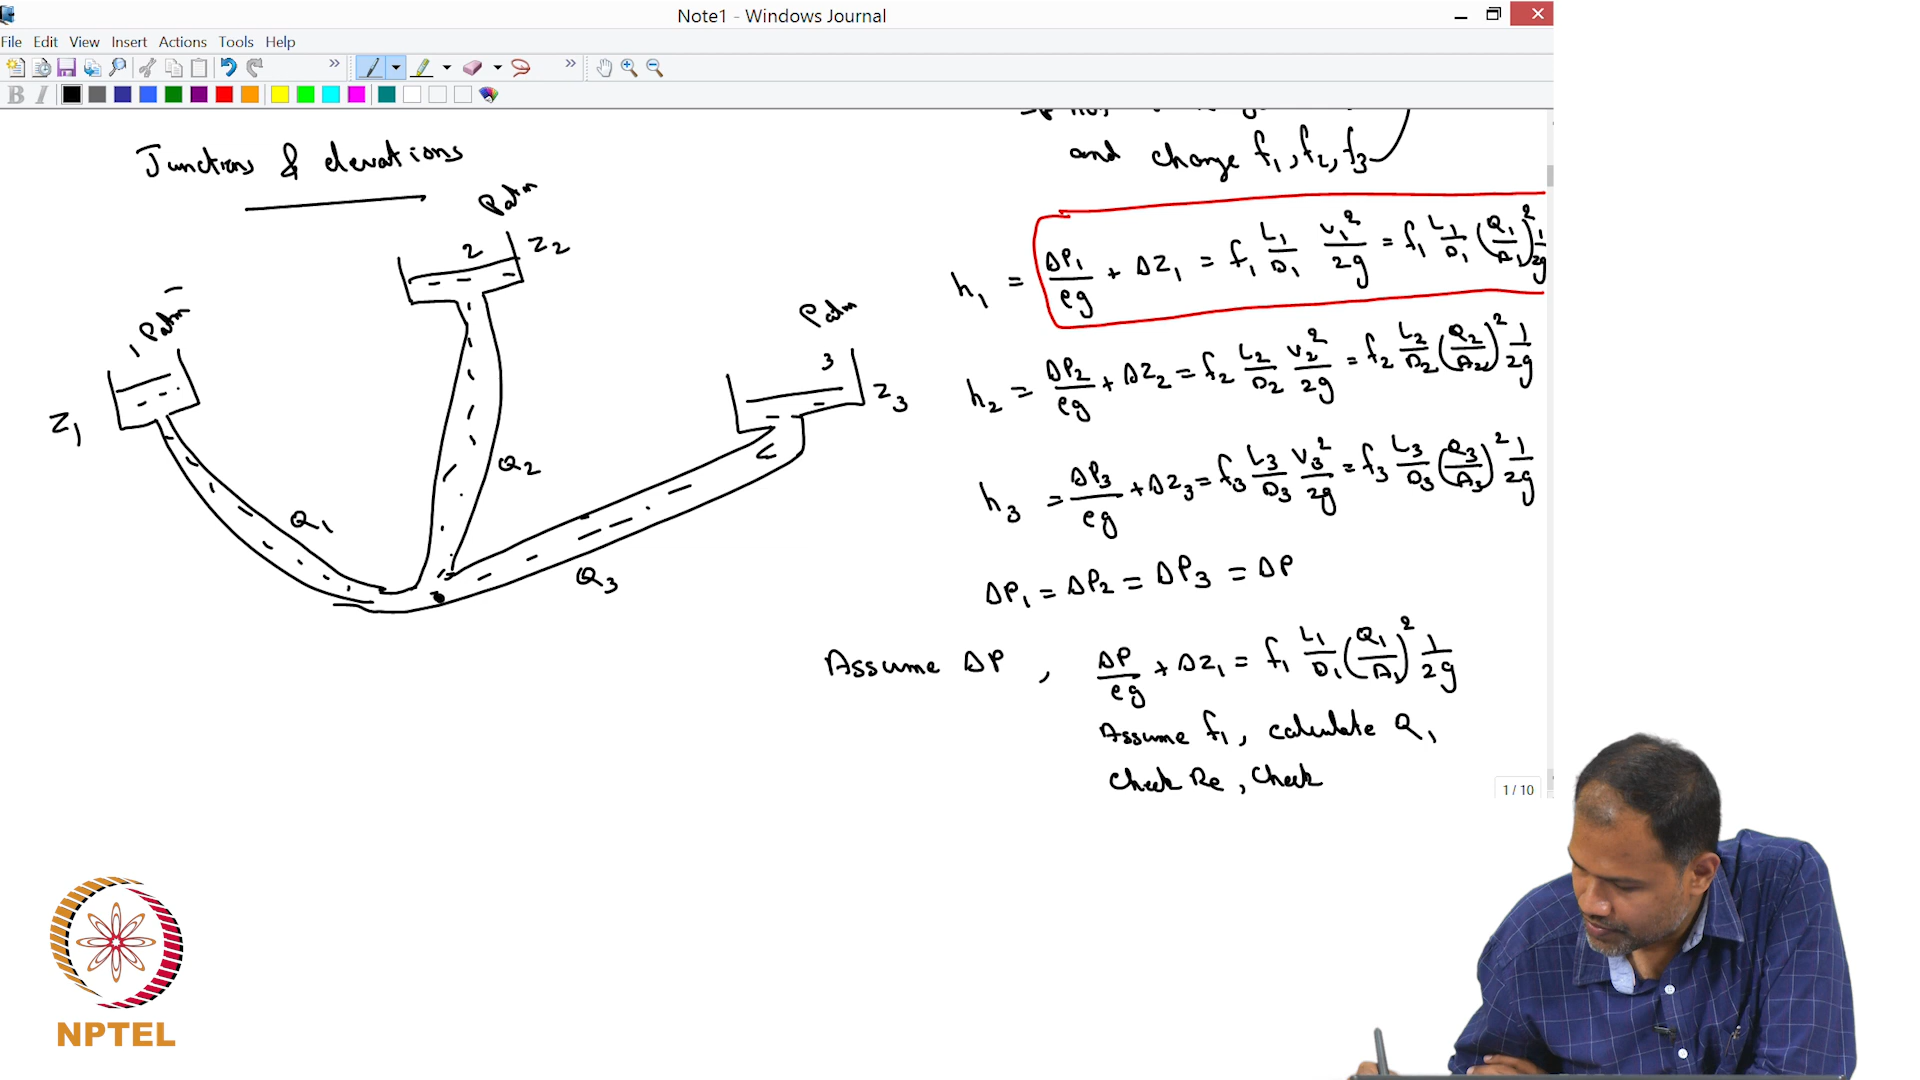 Note1 - Windows Journal
File Edit View Insert Actions Tools Help
B I
Junctions & elevations
Patm
2
Z2
1 Patm
Z1
Patm
3
Z3
Q1
Q2
Q3
and change f1, f2, f3
h1 = ΔP1/ρg + ΔZ1 = f1 L1/D1 V1²/2g = f1 L1/D1 (Q1/A1)² 1/2g
h2 = ΔP2/ρg + ΔZ2 = f2 L2/D2 V2²/2g = f2 L2/D2 (Q2/A2)² 1/2g
h3 = ΔP3/ρg + ΔZ3 = f3 L3/D3 V3²/2g = f3 L3/D3 (Q3/A3)² 1/2g
ΔP1 = ΔP2 = ΔP3 = ΔP
Assume ΔP , ΔP/ρg + ΔZ1 = f1 L1/D1 (Q1/A1)² 1/2g
Assume f1, calculate Q1
check Re, check
1 / 10
NPTEL